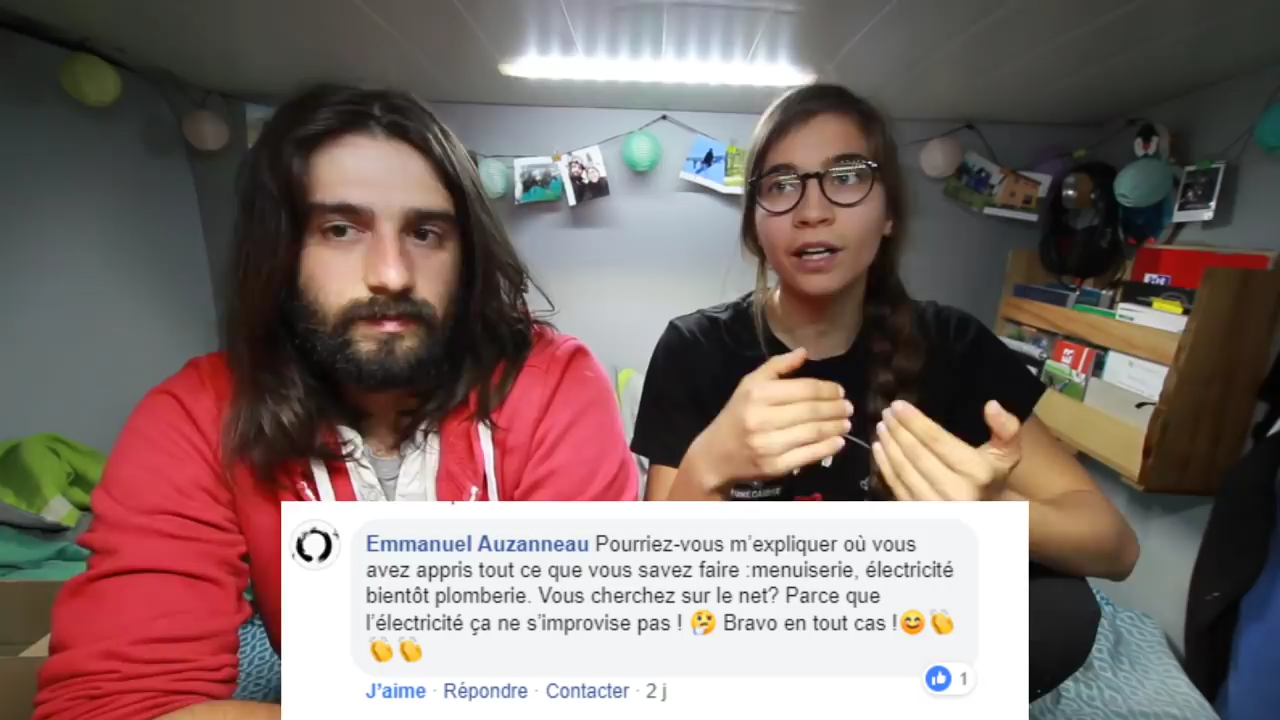 Emmanuel Auzanneau Pourriez-vous m'expliquer où vous
avez appris tout ce que vous savez faire :menuiserie, électricité
bientôt plomberie. Vous cherchez sur le net? Parce que
l'électricité ça ne s'improvise pas ! 🤔 Bravo en tout cas !😊👏
👏👏
J'aime · Répondre · Contacter · 2 j
1